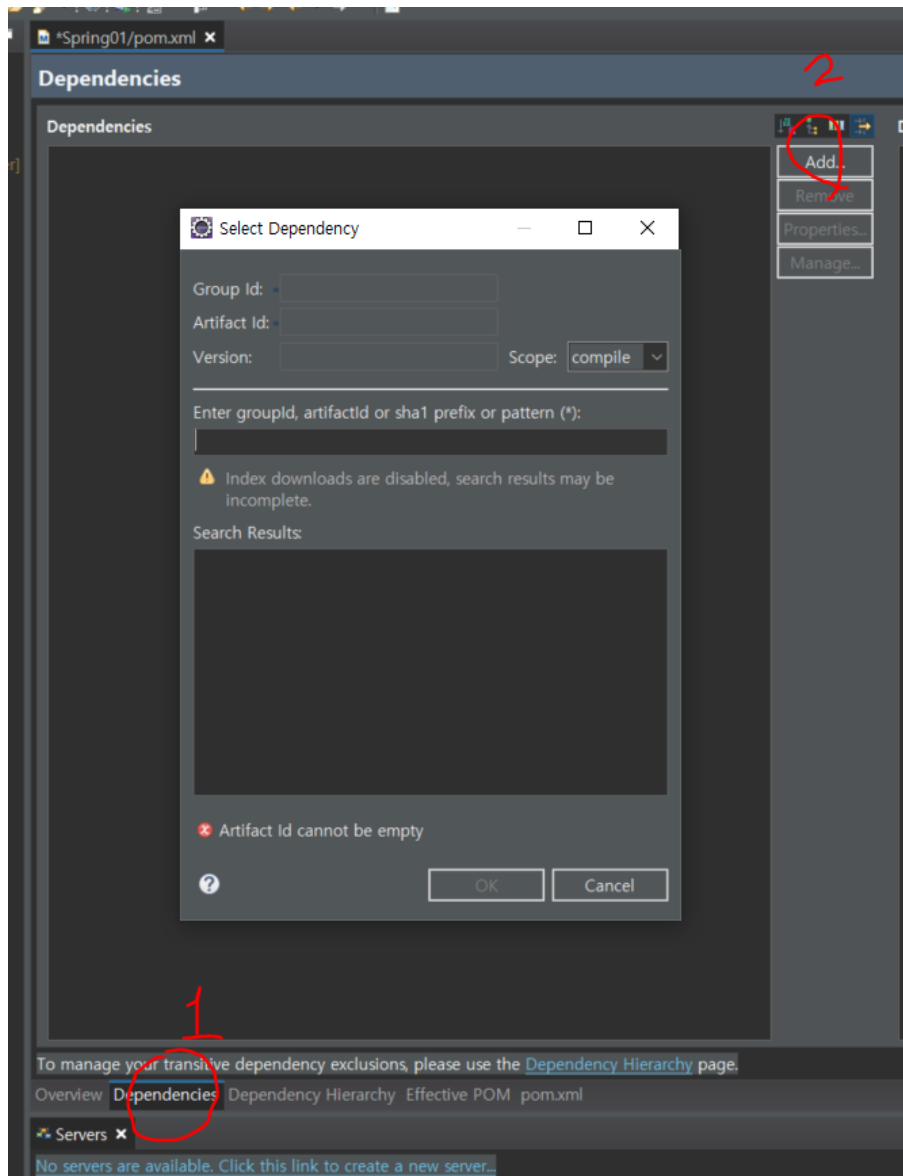 *Spring01/pom.xml
Dependencies
2
Dependencies
Add...
Remove
Properties...
Manage...
Select Dependency
Group Id:
Artifact Id:
Version:
Scope: compile
Enter groupId, artifactId or sha1 prefix or pattern (*):
Index downloads are disabled, search results may be
incomplete.
Search Results:
Artifact Id cannot be empty
OK Cancel
1
To manage your transitive dependency exclusions, please use the Dependency Hierarchy page.
Overview Dependencies Dependency Hierarchy Effective POM pom.xml
Servers
No servers are available. Click this link to create a new server...